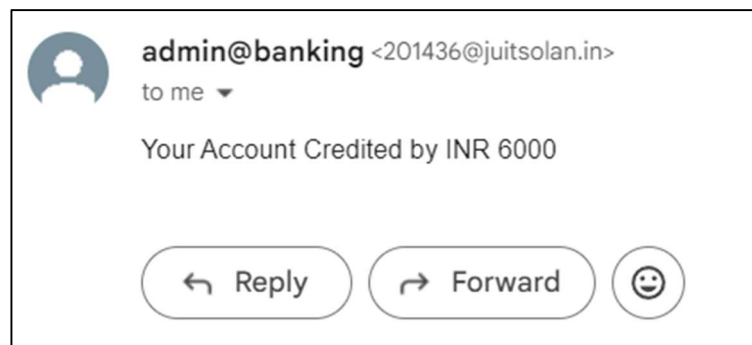 admin@banking <201436@juitsolan.in>
to me
Your Account Credited by INR 6000
Reply Forward